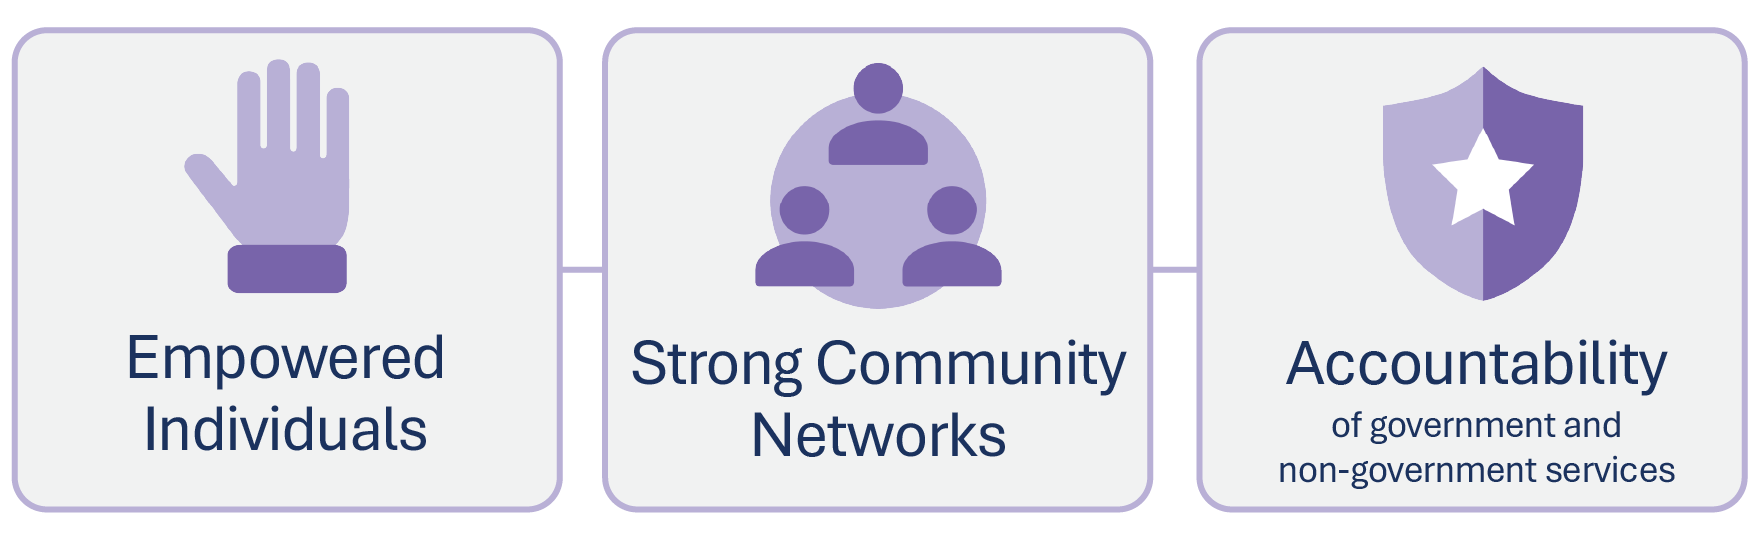 Empowered
Individuals
Strong Community
Networks
Accountability
of government and
non-government services